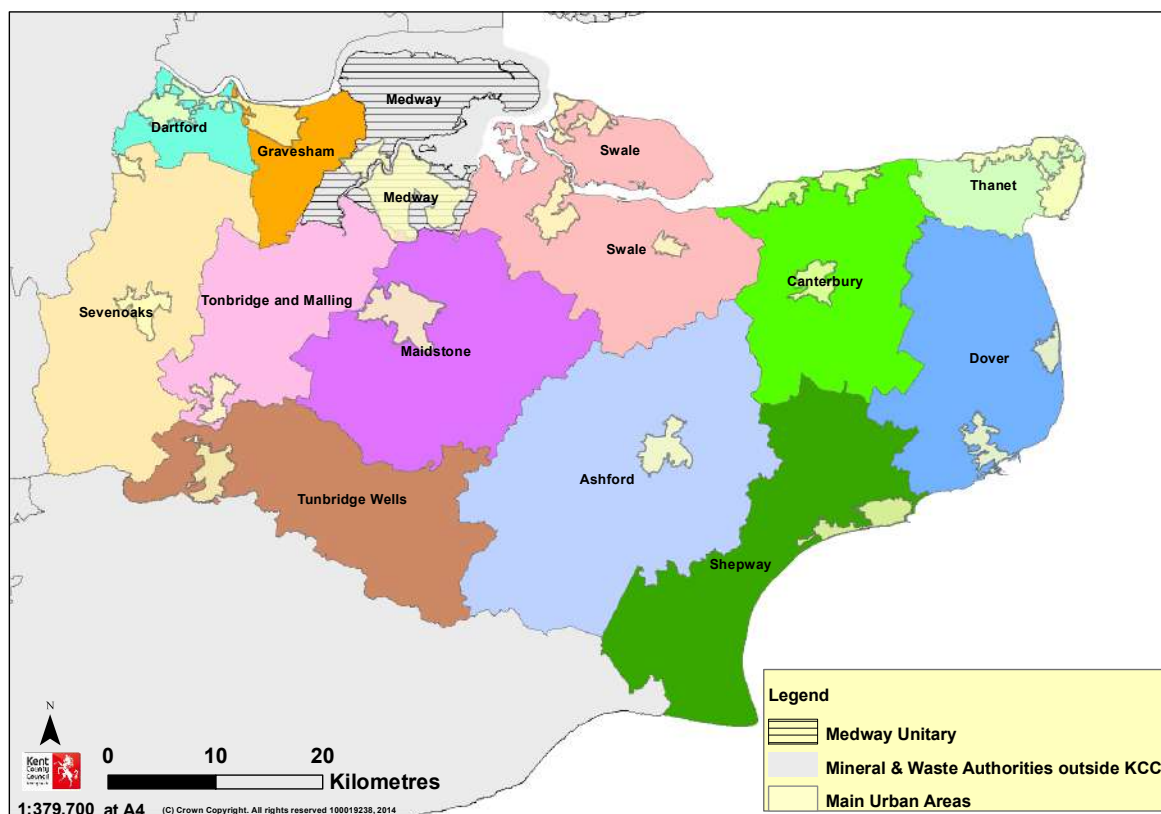 Medway
Dartford
Gravesham
Swale
Thanet
Medway
Swale
Canterbury
Tonbridge and Malling
Sevenoaks
Maidstone
Dover
Ashford
Tunbridge Wells
Shepway
Legend
Medway Unitary
Mineral & Waste Authorities outside KCC
Main Urban Areas
N
Kent
County
Council
0 10 20
Kilometres
1:379,700 at A4 (C) Crown Copyright. All rights reserved 100019238, 2014